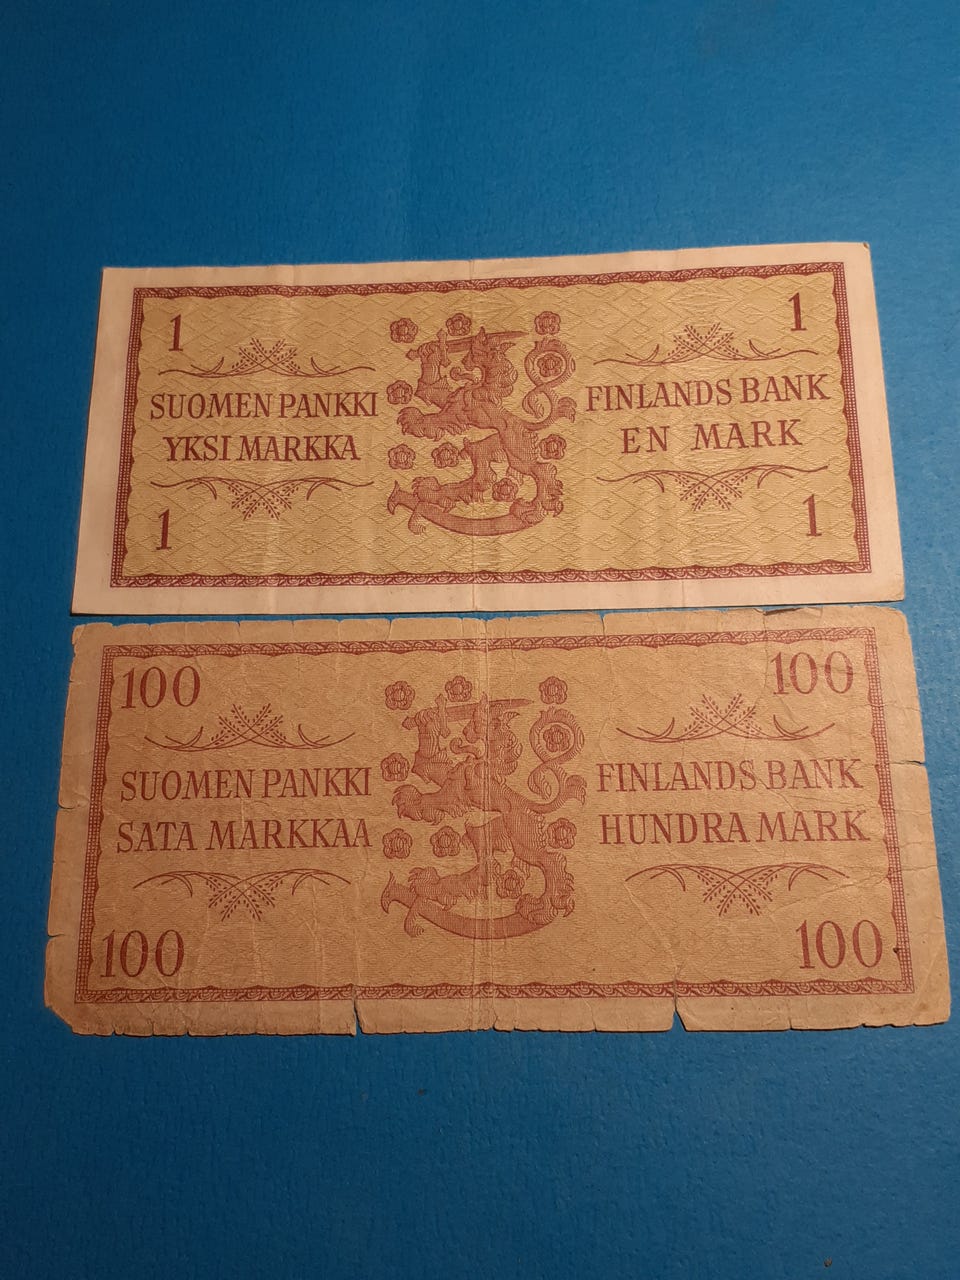 1 1
SUOMEN PANKKI FINLANDS BANK
YKSI MARKKA EN MARK
1 1
100 100
SUOMEN PANKKI FINLANDS BANK
SATA MARKKAA HUNDRA MARK
100 100